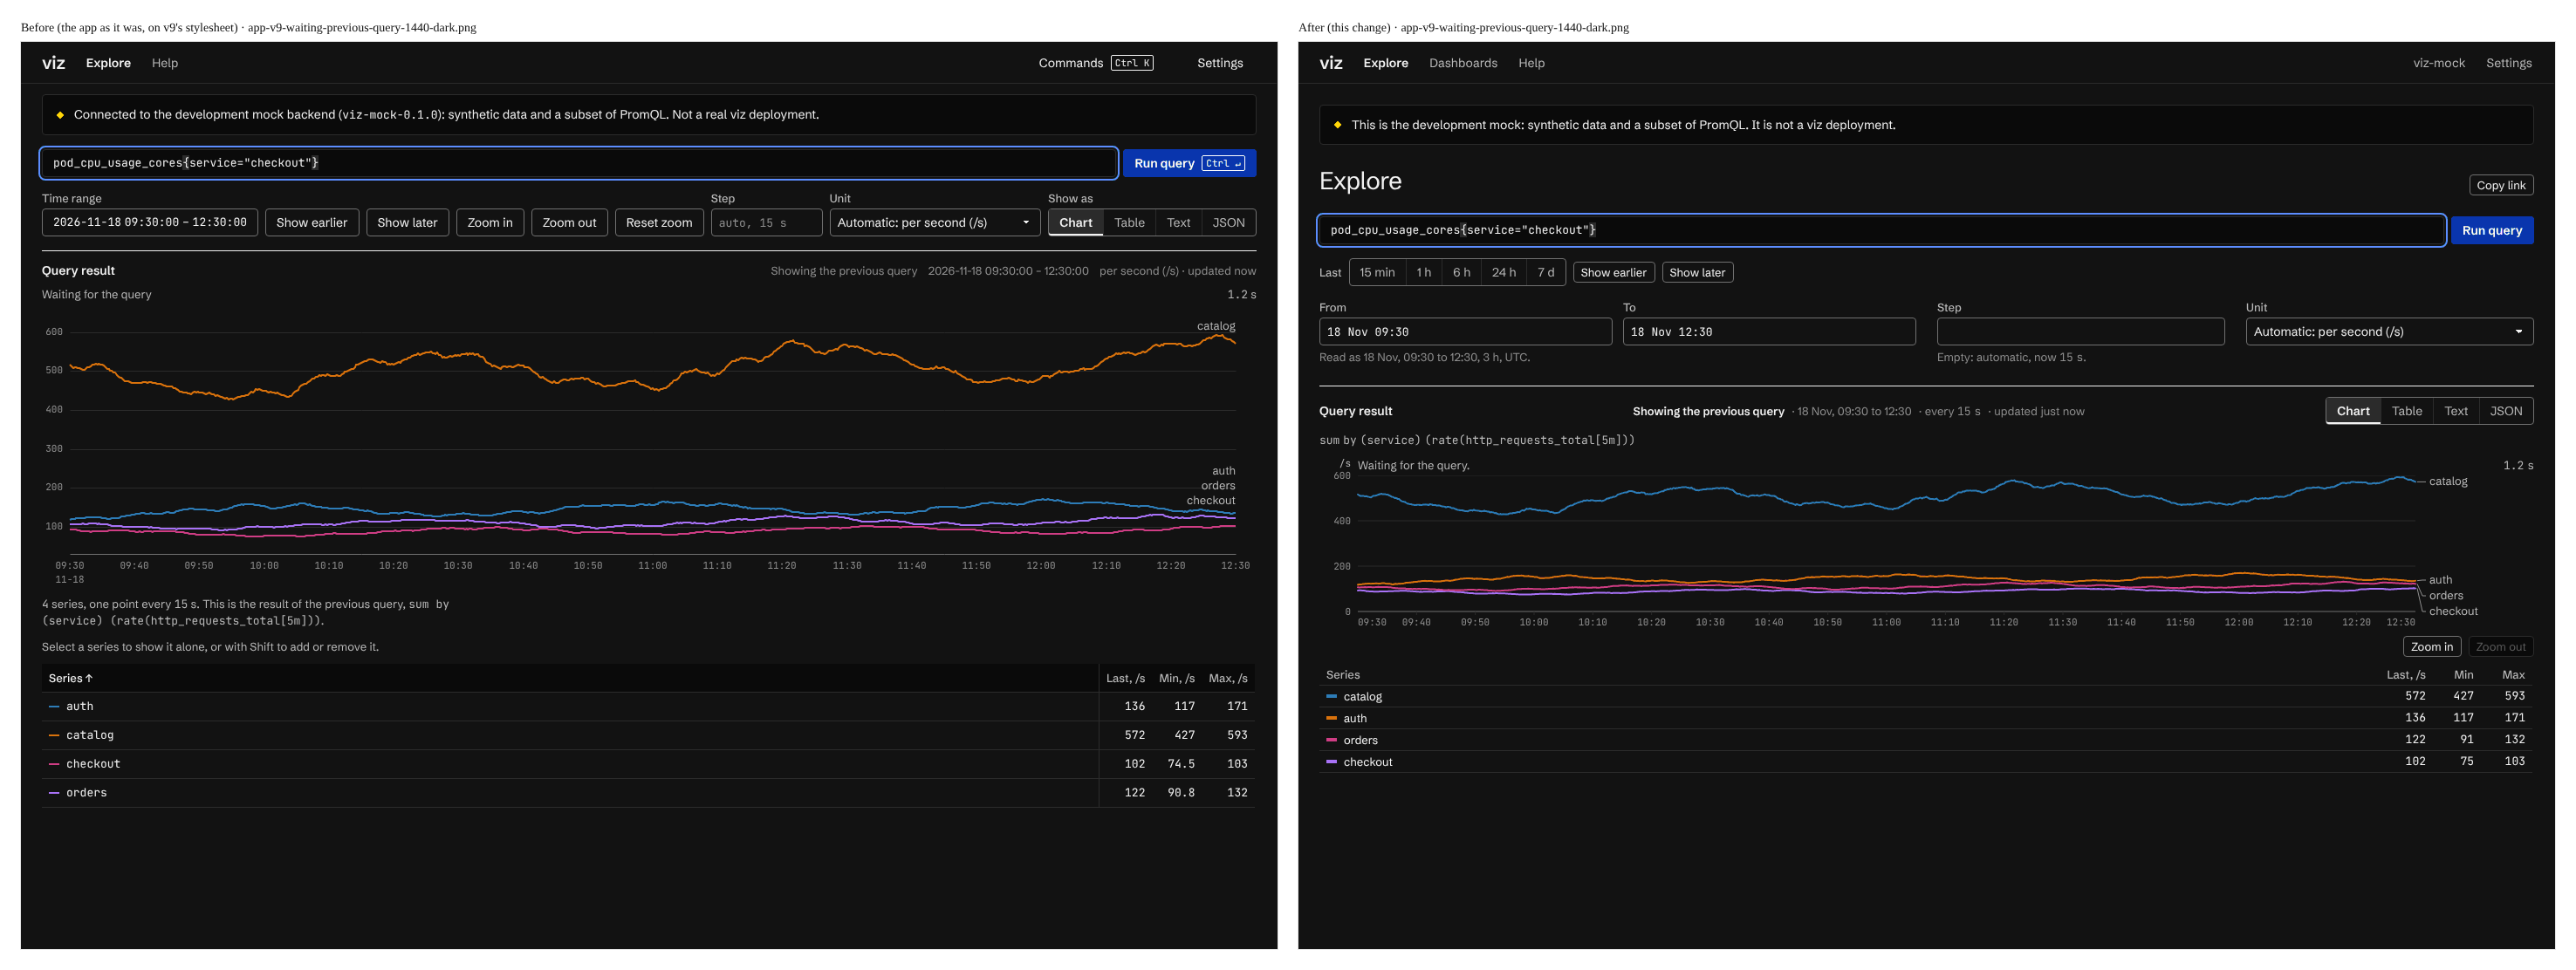 Before (the app as it was, on v9's stylesheet) · app-v9-waiting-previous-query-1440-dark.png
viz Explore Help Commands Ctrl K Settings
Connected to the development mock backend (viz-mock-0.1.0): synthetic data and a subset of PromQL. Not a real viz deployment.
pod_cpu_usage_cores{service="checkout"} Run query Ctrl ↵
Time range Step Unit Show as
2026-11-18 09:30:00 – 12:30:00 Show earlier Show later Zoom in Zoom out Reset zoom auto, 15 s Automatic: per second (/s) Chart Table Text JSON
Query result Showing the previous query 2026-11-18 09:30:00 – 12:30:00 per second (/s) · updated now
Waiting for the query 1.2 s
catalog
600
500
400
300
auth
200 orders
checkout
100
09:30 09:40 09:50 10:00 10:10 10:20 10:30 10:40 10:50 11:00 11:10 11:20 11:30 11:40 11:50 12:00 12:10 12:20 12:30
11-18
4 series, one point every 15 s. This is the result of the previous query, sum by
(service) (rate(http_requests_total[5m])).
Select a series to show it alone, or with Shift to add or remove it.
Series ↑ Last, /s Min, /s Max, /s
auth 136 117 171
catalog 572 427 593
checkout 102 74.5 103
orders 122 90.8 132
After (this change) · app-v9-waiting-previous-query-1440-dark.png
viz Explore Dashboards Help viz-mock Settings
This is the development mock: synthetic data and a subset of PromQL. It is not a viz deployment.
Explore Copy link
pod_cpu_usage_cores{service="checkout"} Run query
Last 15 min 1 h 6 h 24 h 7 d Show earlier Show later
From To Step Unit
18 Nov 09:30 18 Nov 12:30 Automatic: per second (/s)
Read as 18 Nov, 09:30 to 12:30, 3 h, UTC. Empty: automatic, now 15 s.
Query result Showing the previous query · 18 Nov, 09:30 to 12:30 · every 15 s · updated just now Chart Table Text JSON
sum by (service) (rate(http_requests_total[5m]))
/s Waiting for the query. 1.2 s
600 catalog
400
200 auth
orders
0 checkout
09:30 09:40 09:50 10:00 10:10 10:20 10:30 10:40 10:50 11:00 11:10 11:20 11:30 11:40 11:50 12:00 12:10 12:20 12:30
Zoom in Zoom out
Series Last, /s Min Max
catalog 572 427 593
auth 136 117 171
orders 122 91 132
checkout 102 75 103